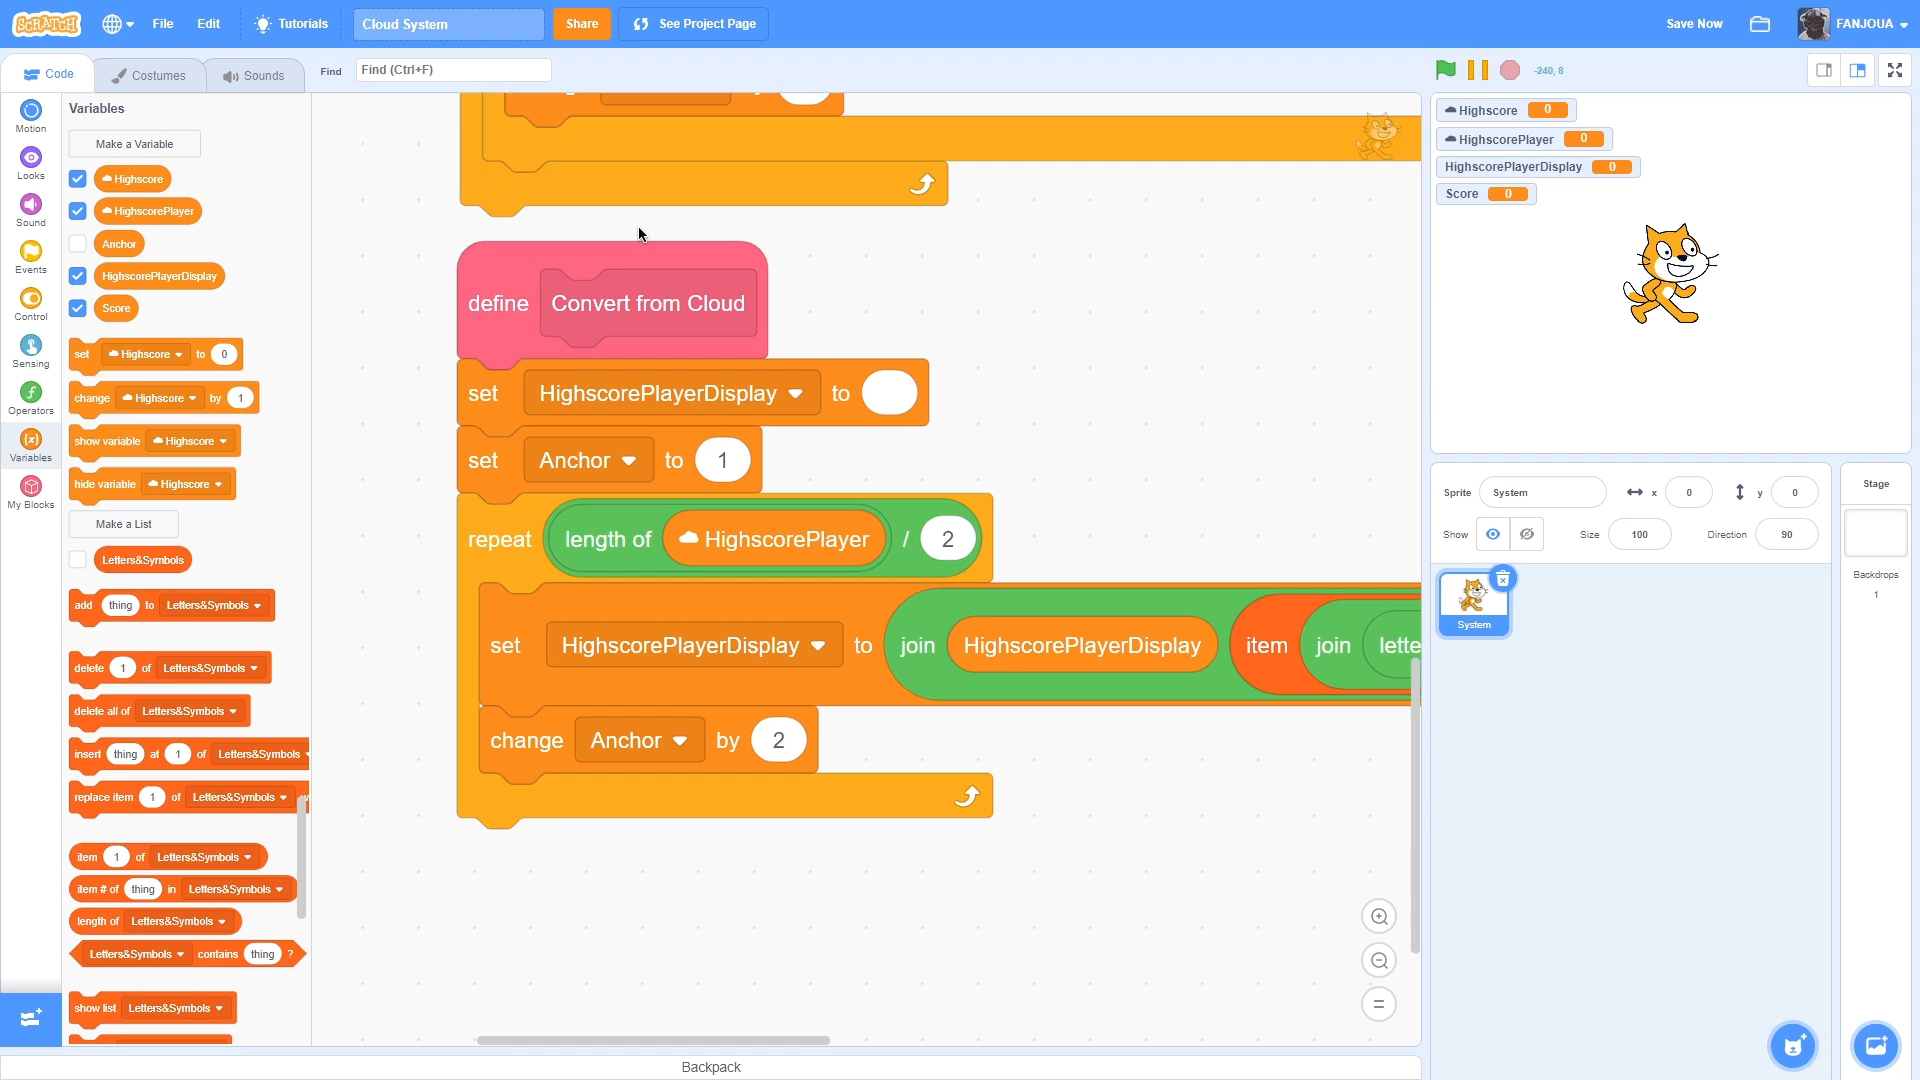 SCRATCH File Edit Tutorials Cloud System Share See Project Page Save Now FANJOUA
Code Costumes Sounds Find Find (Ctrl+F) -240, 8
Motion
Looks
Sound
Events
Control
Sensing
Operators
Variables
My Blocks
Variables
Make a Variable
Highscore
HighscorePlayer
Anchor
HighscorePlayerDisplay
Score
set Highscore to 0
change Highscore by 1
show variable Highscore
hide variable Highscore
Make a List
Letters&Symbols
add thing to Letters&Symbols
delete 1 of Letters&Symbols
delete all of Letters&Symbols
insert thing at 1 of Letters&Symbols
replace item 1 of Letters&Symbols
item 1 of Letters&Symbols
item # of thing in Letters&Symbols
length of Letters&Symbols
Letters&Symbols contains thing ?
show list Letters&Symbols
define Convert from Cloud
set HighscorePlayerDisplay to
set Anchor to 1
repeat length of HighscorePlayer / 2
set HighscorePlayerDisplay to join HighscorePlayerDisplay item join lette
change Anchor by 2
Backpack
Highscore 0
HighscorePlayer 0
HighscorePlayerDisplay 0
Score 0
Sprite System x 0 y 0
Show Size 100 Direction 90
System
Stage
Backdrops
1